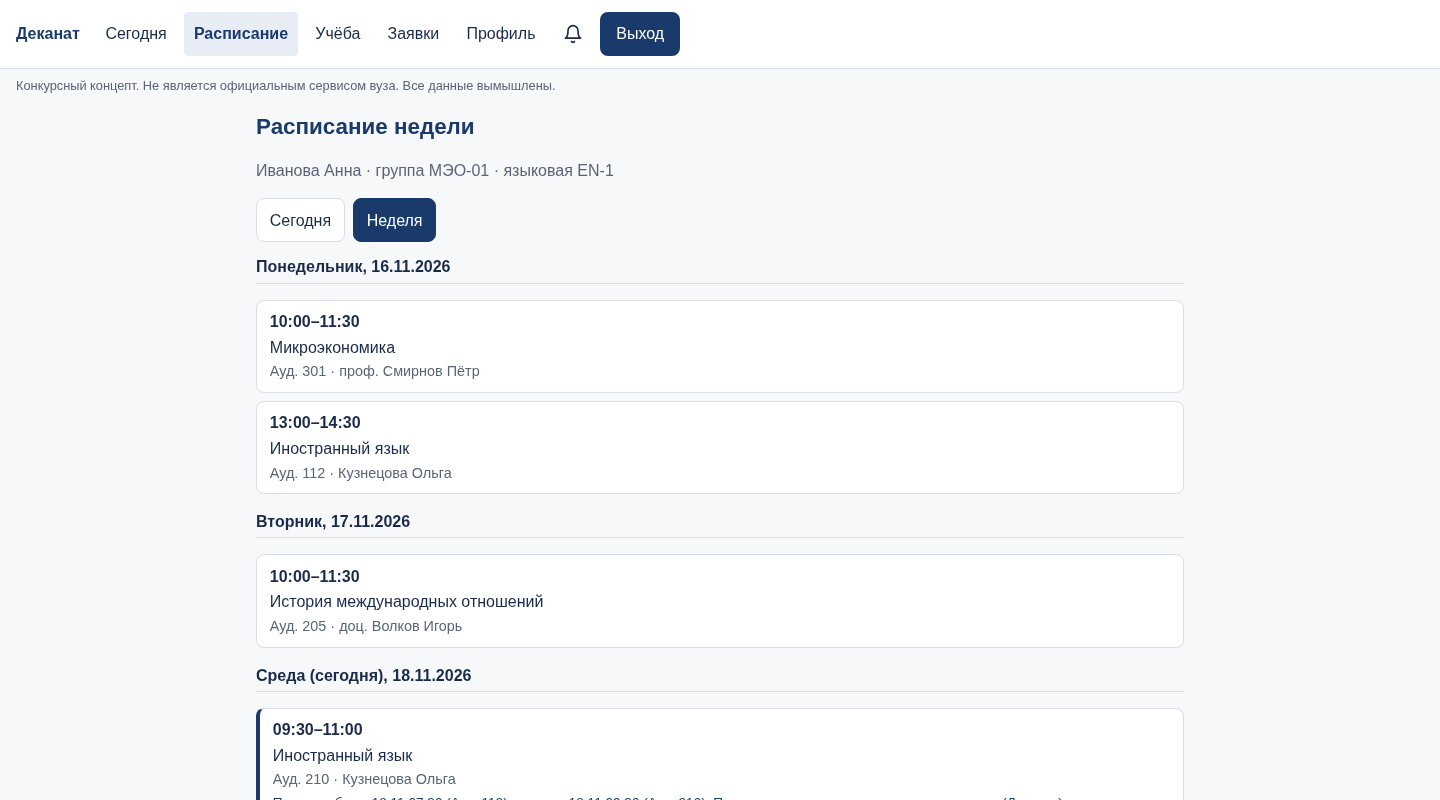 Деканат Сегодня Расписание Учёба Заявки Профиль Выход
Конкурсный концепт. Не является официальным сервисом вуза. Все данные вымышлены.
Расписание недели
Иванова Анна · группа МЭО-01 · языковая EN-1
Сегодня Неделя
Понедельник, 16.11.2026
10:00–11:30
Микроэкономика
Ауд. 301 · проф. Смирнов Пётр
13:00–14:30
Иностранный язык
Ауд. 112 · Кузнецова Ольга
Вторник, 17.11.2026
10:00–11:30
История международных отношений
Ауд. 205 · доц. Волков Игорь
Среда (сегодня), 18.11.2026
09:30–11:00
Иностранный язык
Ауд. 210 · Кузнецова Ольга